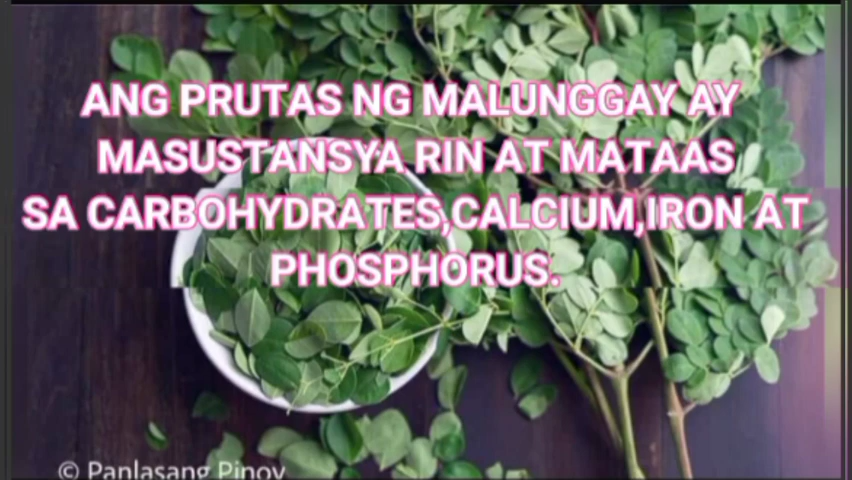 ANG PRUTAS NG MALUNGGAY AY
MASUSTANSYA RIN AT MATAAS
SA CARBOHYDRATES,CALCIUM,IRON AT
PHOSPHORUS.
© Panlasang Pinoy